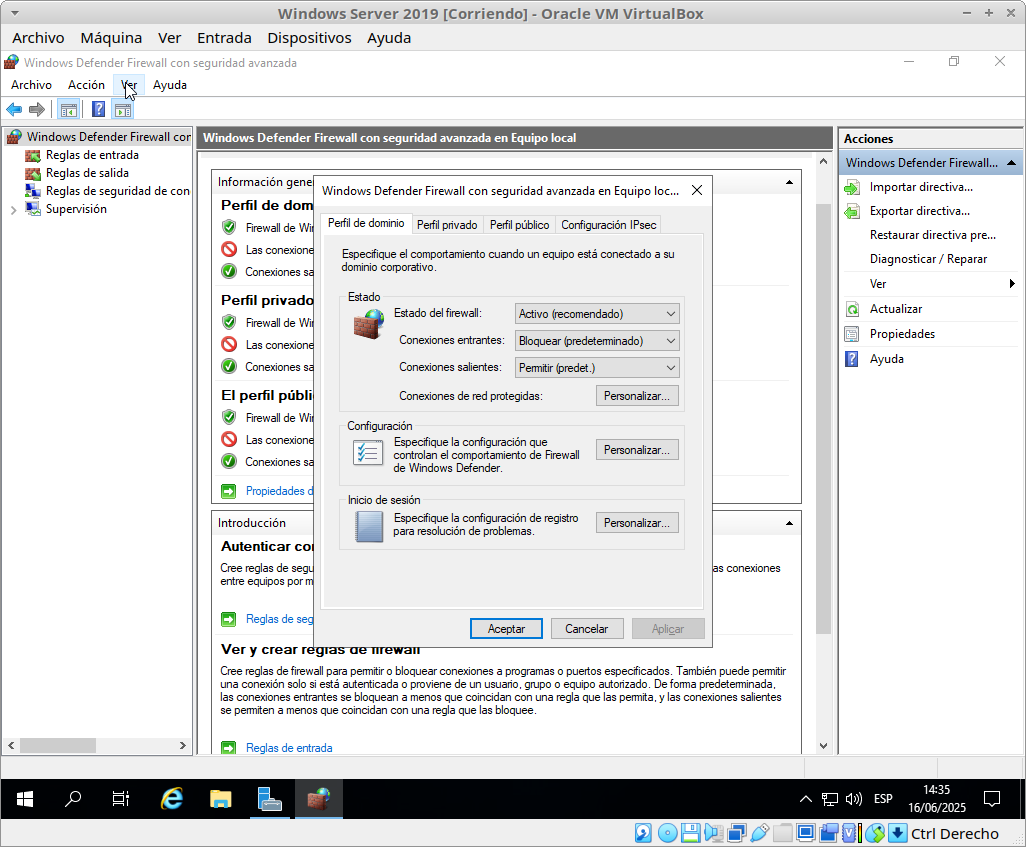 Windows Server 2019 [Corriendo] - Oracle VM VirtualBox
Archivo Máquina Ver Entrada Dispositivos Ayuda
Windows Defender Firewall con seguridad avanzada
Archivo Acción Ver Ayuda
Windows Defender Firewall con
Reglas de entrada
Reglas de salida
Reglas de seguridad de con
Supervisión
Windows Defender Firewall con seguridad avanzada en Equipo local
Información gene
Perfil de dom
Firewall de Wi
Las conexione
Conexiones sa
Perfil privado
Firewall de Wi
Las conexione
Conexiones sa
El perfil públi
Firewall de Wi
Las conexione
Conexiones sa
Propiedades d
Introducción
Autenticar co
Cree reglas de segu
as conexiones
entre equipos por m
Reglas de seg
Ver y crear reglas de firewall
Cree reglas de firewall para permitir o bloquear conexiones a programas o puertos especificados. También puede permitir
una conexión solo si está autenticada o proviene de un usuario, grupo o equipo autorizado. De forma predeterminada,
las conexiones entrantes se bloquean a menos que coincidan con una regla que las permita, y las conexiones salientes
se permiten a menos que coincidan con una regla que las bloquee.
Reglas de entrada
Windows Defender Firewall con seguridad avanzada en Equipo loc...
Perfil de dominio Perfil privado Perfil público Configuración IPsec
Especifique el comportamiento cuando un equipo está conectado a su
dominio corporativo.
Estado
Estado del firewall: Activo (recomendado)
Conexiones entrantes: Bloquear (predeterminado)
Conexiones salientes: Permitir (predet.)
Conexiones de red protegidas: Personalizar...
Configuración
Especifique la configuración que
controlan el comportamiento de Firewall
de Windows Defender.
Personalizar...
Inicio de sesión
Especifique la configuración de registro
para resolución de problemas.
Personalizar...
Aceptar Cancelar Aplicar
Acciones
Windows Defender Firewall...
Importar directiva...
Exportar directiva...
Restaurar directiva pre...
Diagnosticar / Reparar
Ver
Actualizar
Propiedades
Ayuda
ESP
14:35
16/06/2025
Ctrl Derecho